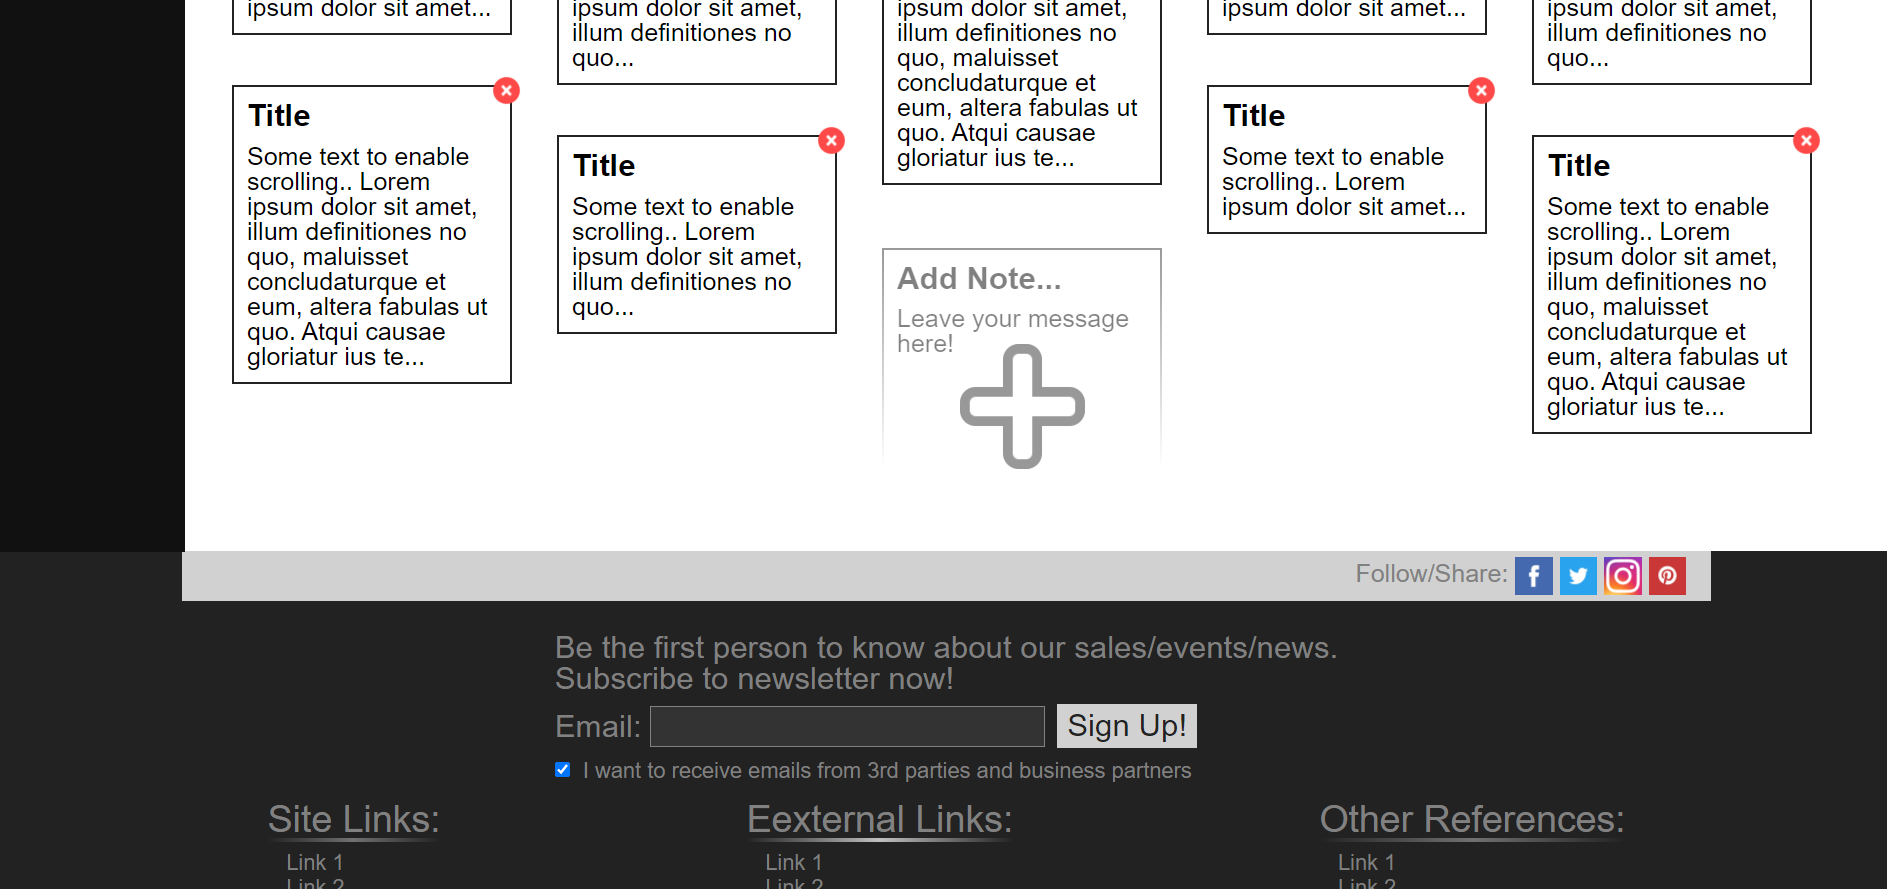 ipsum dolor sit amet...
ipsum dolor sit amet,
illum definitiones no
quo...
ipsum dolor sit amet,
illum definitiones no
quo, maluisset
concludaturque et
eum, altera fabulas ut
quo. Atqui causae
gloriatur ius te...
ipsum dolor sit amet...
ipsum dolor sit amet,
illum definitiones no
quo...
Title
Some text to enable
scrolling.. Lorem
ipsum dolor sit amet,
illum definitiones no
quo, maluisset
concludaturque et
eum, altera fabulas ut
quo. Atqui causae
gloriatur ius te...
Title
Some text to enable
scrolling.. Lorem
ipsum dolor sit amet,
illum definitiones no
quo...
Add Note...
Leave your message
here!
Title
Some text to enable
scrolling.. Lorem
ipsum dolor sit amet...
Title
Some text to enable
scrolling.. Lorem
ipsum dolor sit amet,
illum definitiones no
quo, maluisset
concludaturque et
eum, altera fabulas ut
quo. Atqui causae
gloriatur ius te...
Follow/Share:
Be the first person to know about our sales/events/news.
Subscribe to newsletter now!
Email:
Sign Up!
I want to receive emails from 3rd parties and business partners
Site Links:
Link 1
Link 2
Eexternal Links:
Link 1
Link 2
Other References:
Link 1
Link 2